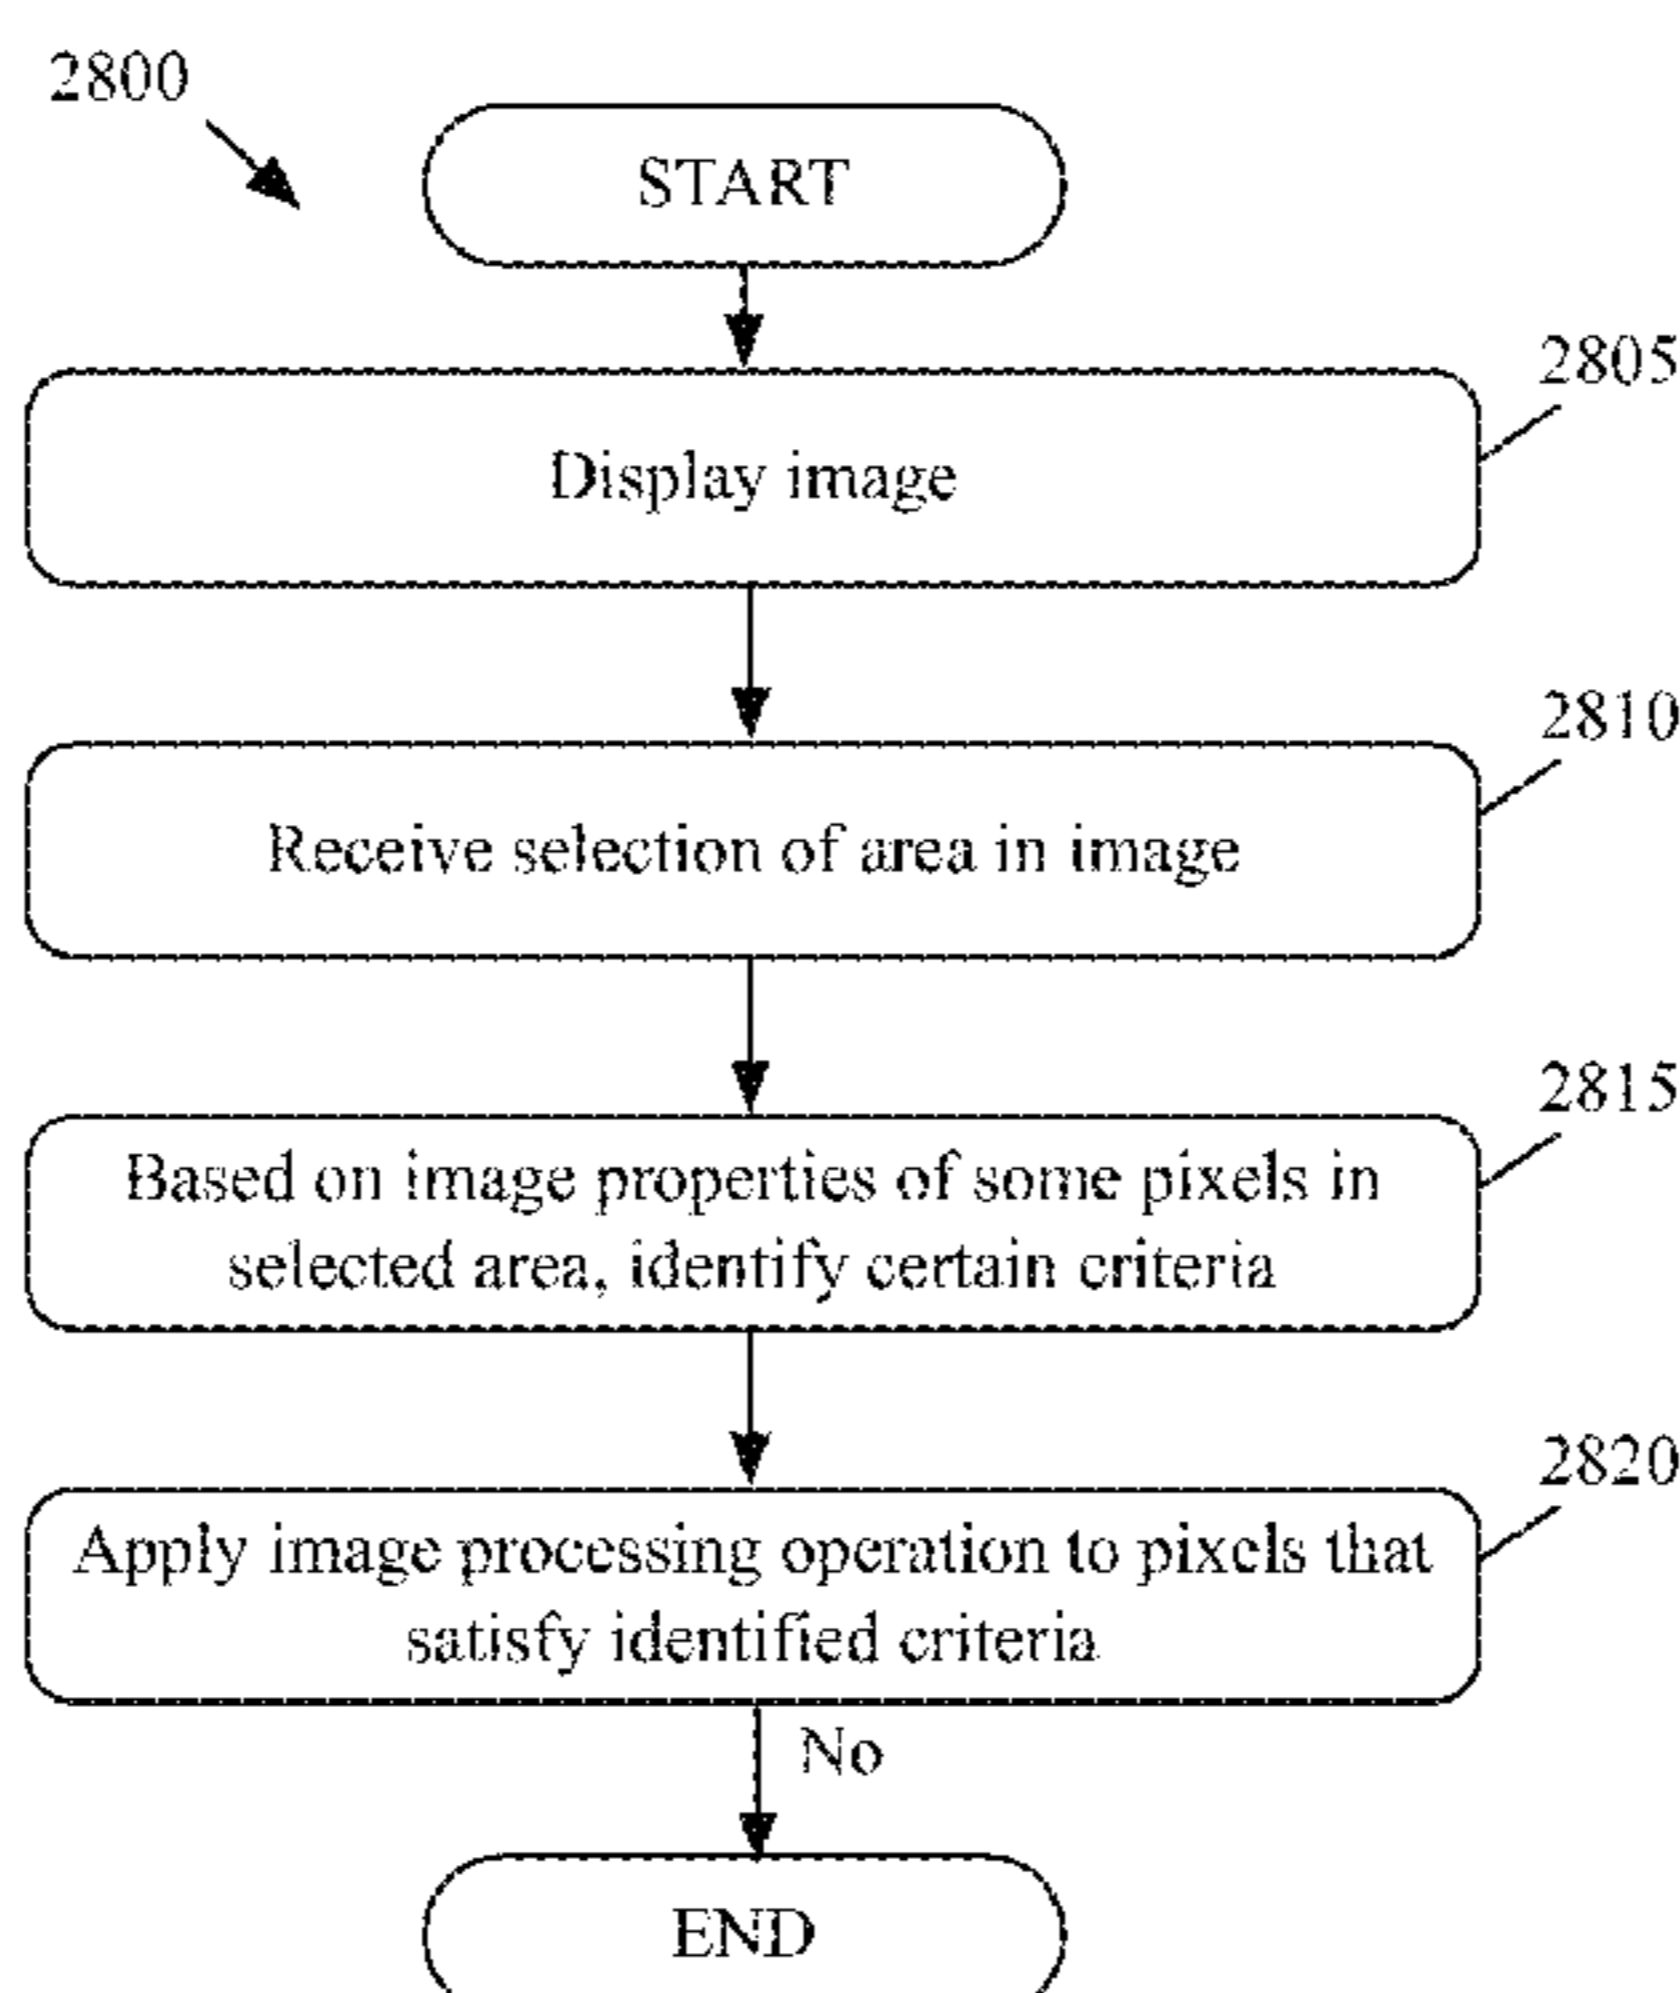 2800
START
2805
Display image
2810
Receive selection of area in image
2815
Based on image properties of some pixels in
selected area, identify certain criteria
2820
Apply image processing operation to pixels that
satisfy identified criteria
No
END